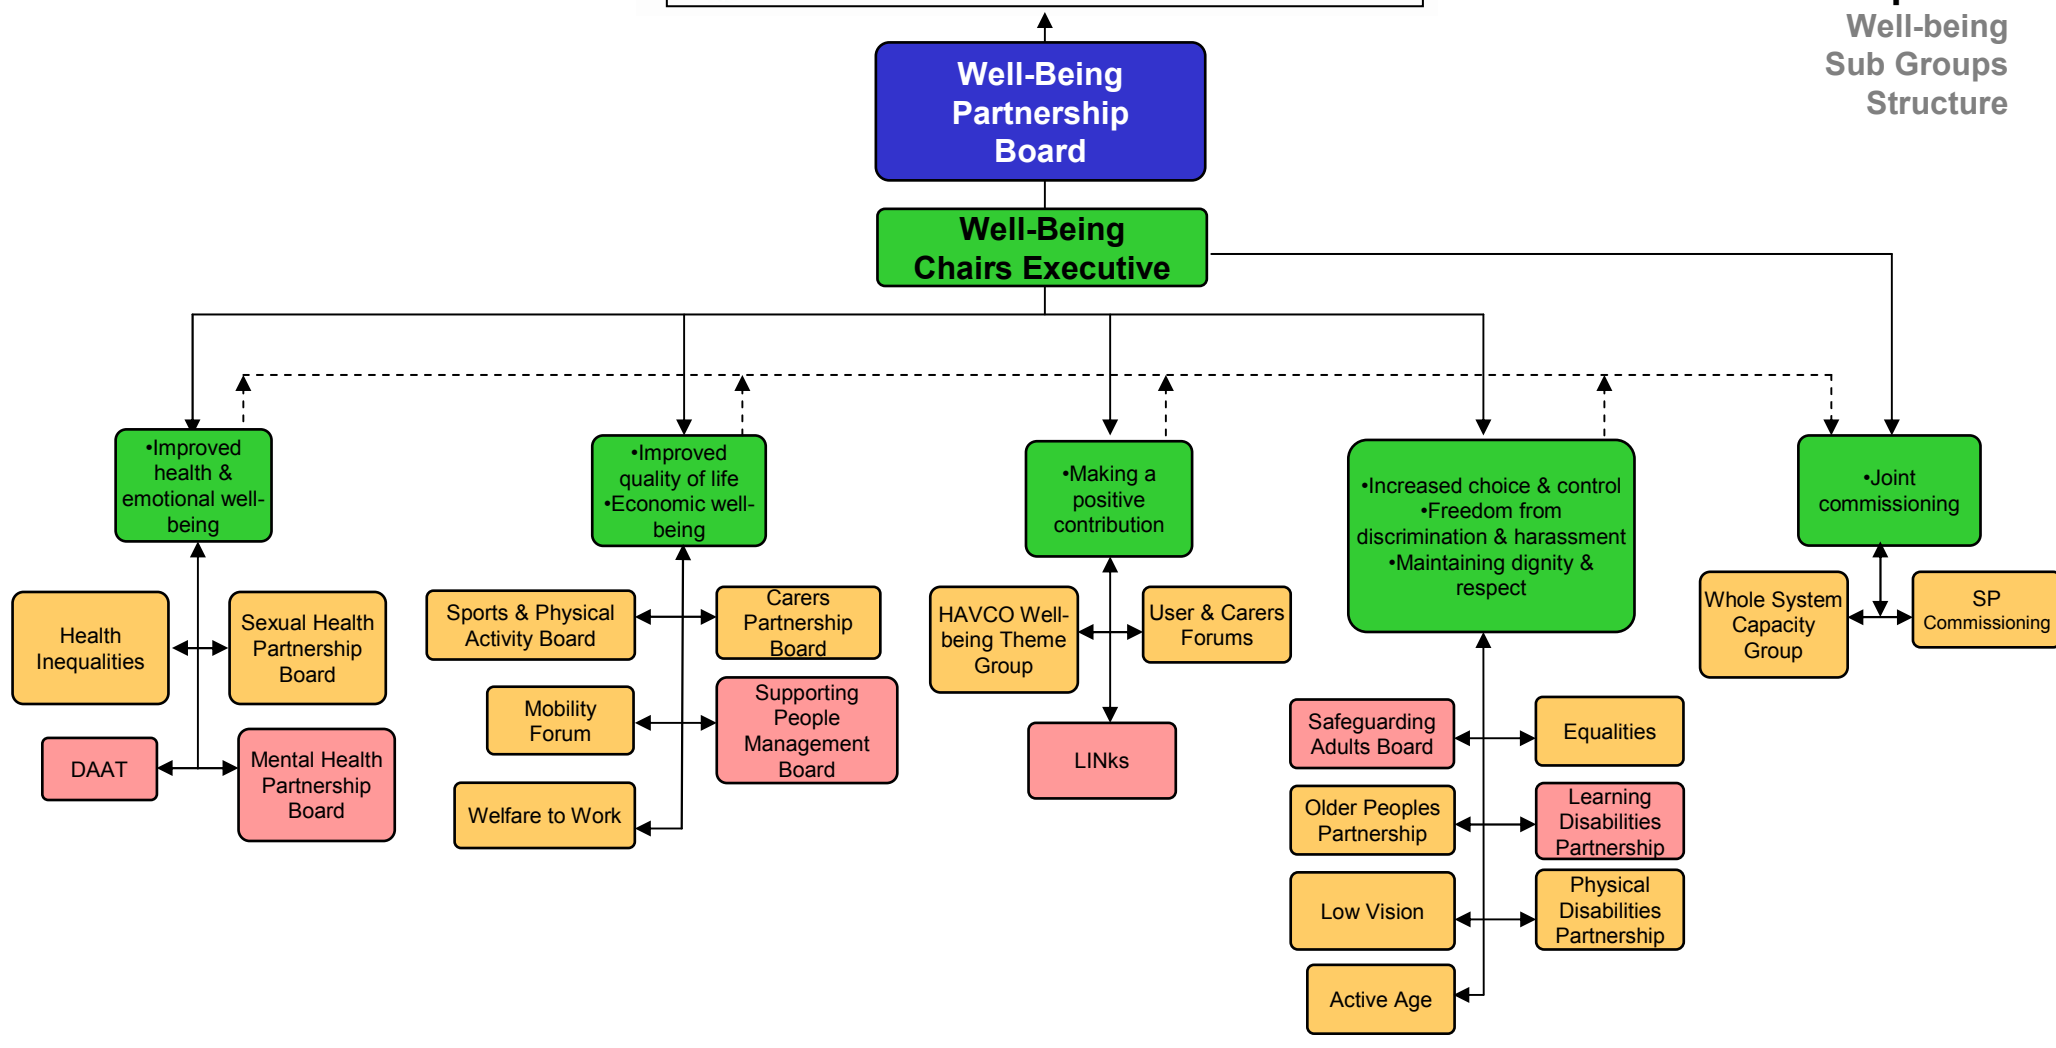 Well-being
Sub Groups
Structure
Well-Being
Partnership
Board
Well-Being
Chairs Executive
•Improved
health &
emotional well-
being
•Improved
quality of life
•Economic well-
being
•Making a
positive
contribution
•Increased choice & control
•Freedom from
discrimination & harassment
•Maintaining dignity &
respect
•Joint
commissioning
Health
Inequalities
Sexual Health
Partnership
Board
DAAT
Mental Health
Partnership
Board
Sports & Physical
Activity Board
Carers
Partnership
Board
Mobility
Forum
Supporting
People
Management
Board
Welfare to Work
HAVCO Well-
being Theme
Group
User & Carers
Forums
LINks
Safeguarding
Adults Board
Equalities
Older Peoples
Partnership
Learning
Disabilities
Partnership
Low Vision
Physical
Disabilities
Partnership
Active Age
Whole System
Capacity
Group
SP
Commissioning